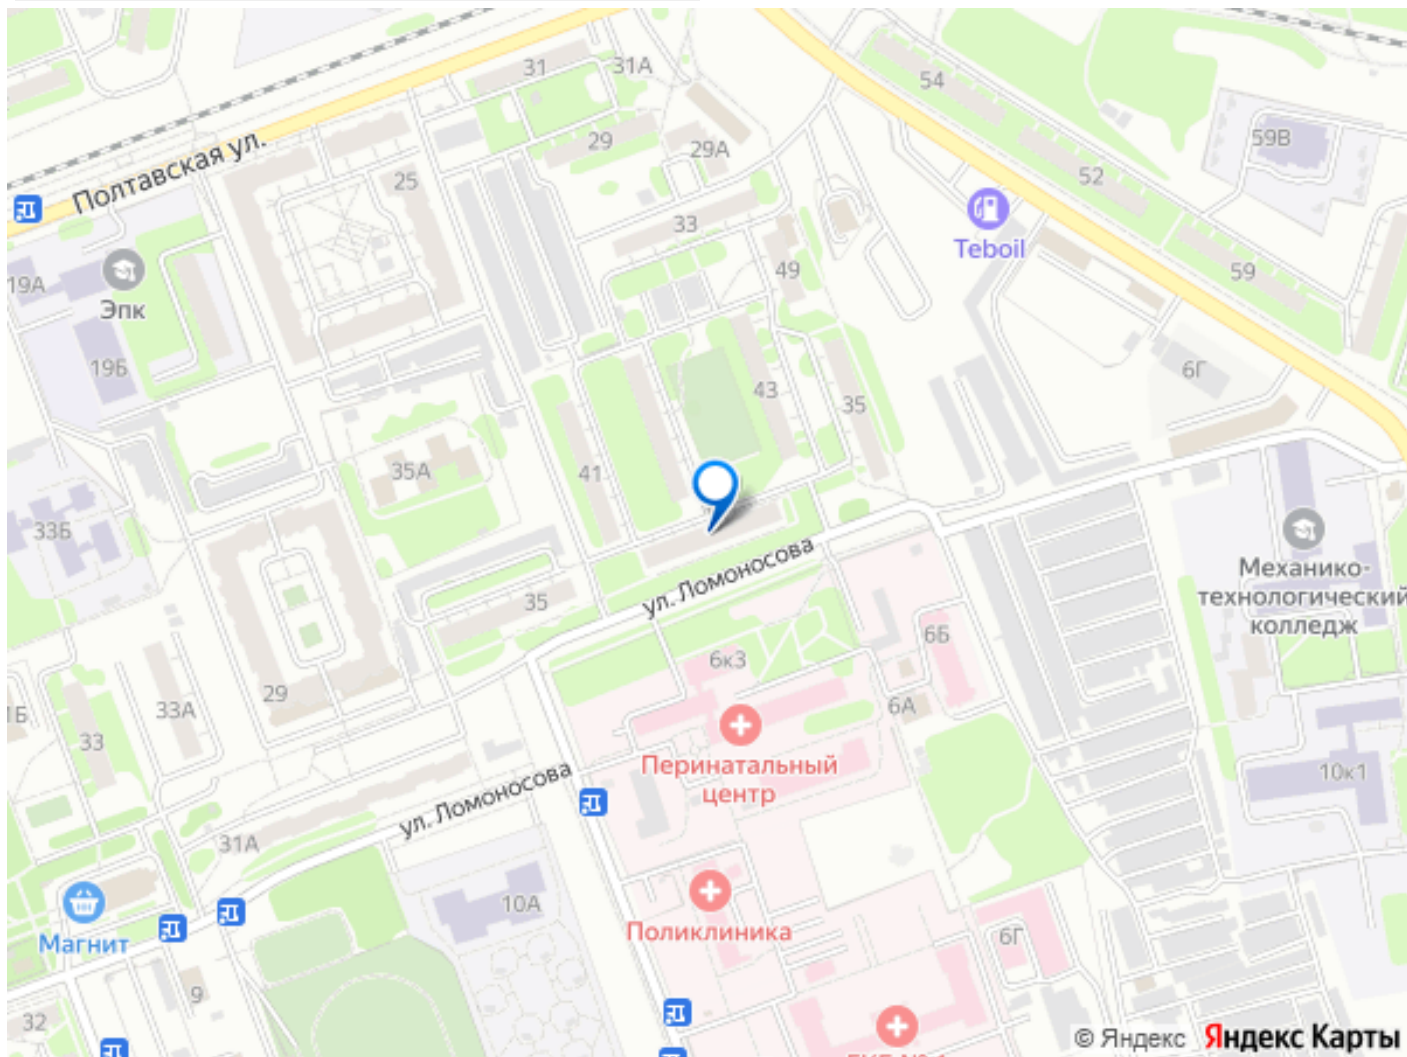 31
31А
54
59В
29
29А
Полтавская ул.
25
52
33
Teboil
19А
49
59
Эпк
19Б
6Г
43
35
35А
41
33Б
ул. Ломоносова
Механико-
технологический
колледж
35
6Б
6к3
29
33А
6А
33
Перинатальный
центр
10к1
ул. Ломоносова
31А
10А
Поликлиника
Магнит
6Г
9
32
© Яндекс Яндекс Карты